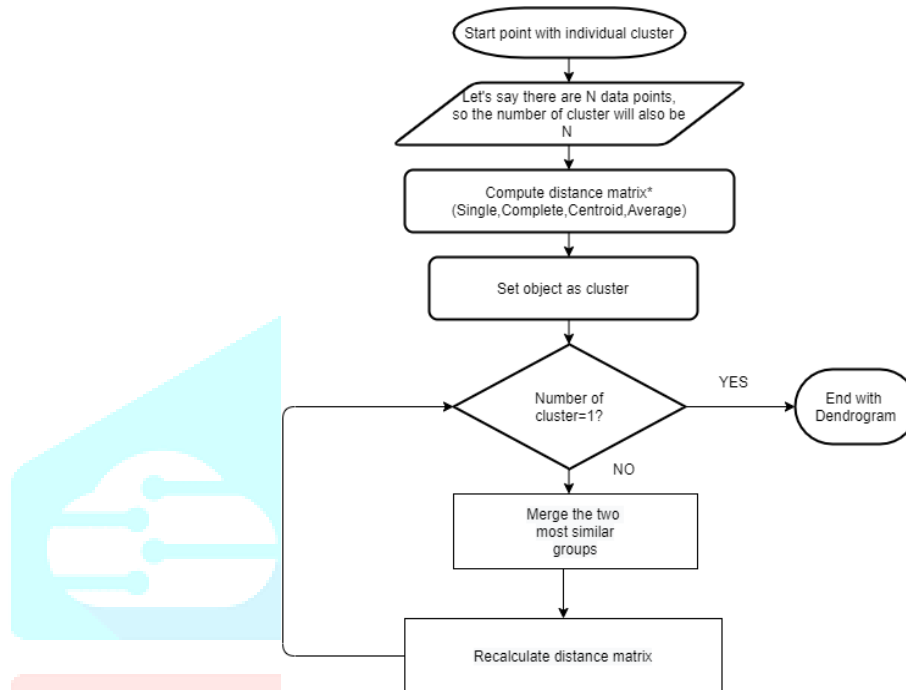 Start point with individual cluster
Let's say there are N data points,
so the number of cluster will also be
N
Compute distance matrix*
(Single,Complete,Centroid,Average)
Set object as cluster
Number of
cluster=1?
YES
End with
Dendrogram
NO
Merge the two
most similar
groups
Recalculate distance matrix